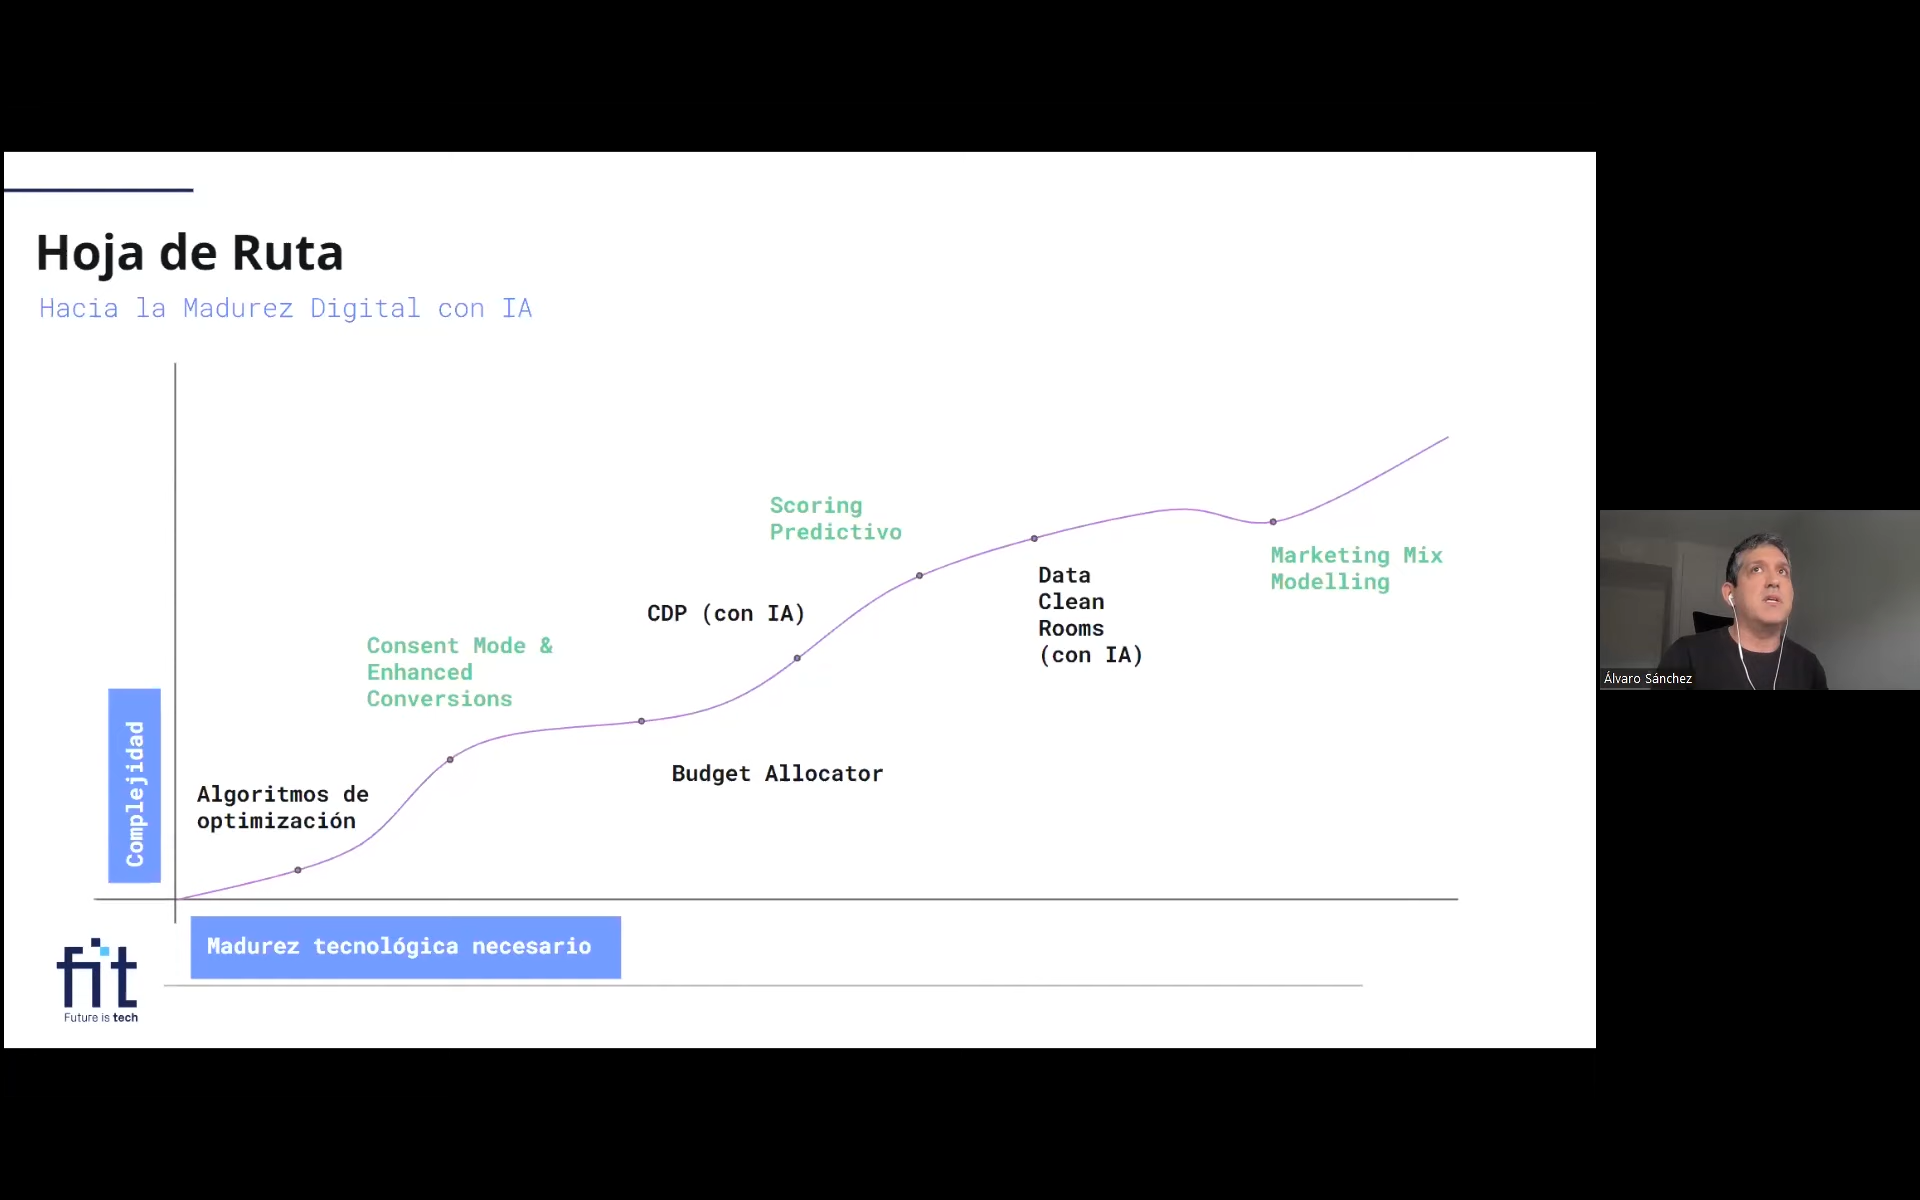 Hoja de Ruta
Hacia la Madurez Digital con IA
Scoring
Predictivo
Marketing Mix
Modelling
Data
Clean
Rooms
(con IA)
CDP (con IA)
Consent Mode &
Enhanced
Conversions
Budget Allocator
Algoritmos de
optimización
Complejidad
Madurez tecnológica necesario
fit
Future is tech
Álvaro Sánchez